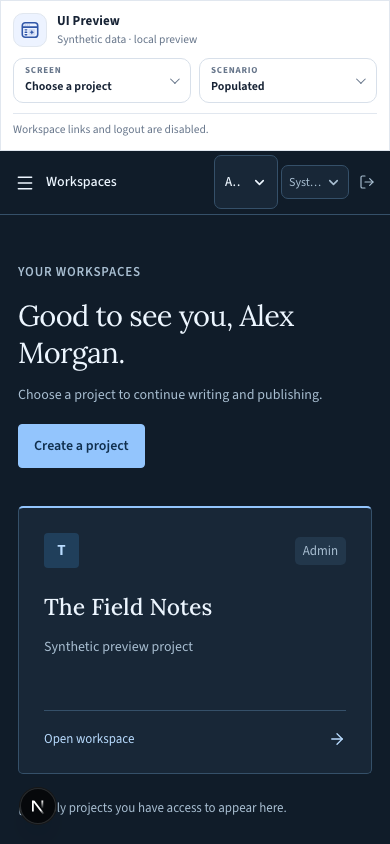 UI Preview
Synthetic data · local preview
SCREEN
Choose a project
SCENARIO
Populated
Workspace links and logout are disabled.
Workspaces
A..
Syst...
YOUR WORKSPACES
Good to see you, Alex
Morgan.
Choose a project to continue writing and publishing.
Create a project
T
Admin
The Field Notes
Synthetic preview project
Open workspace
N
ly projects you have access to appear here.